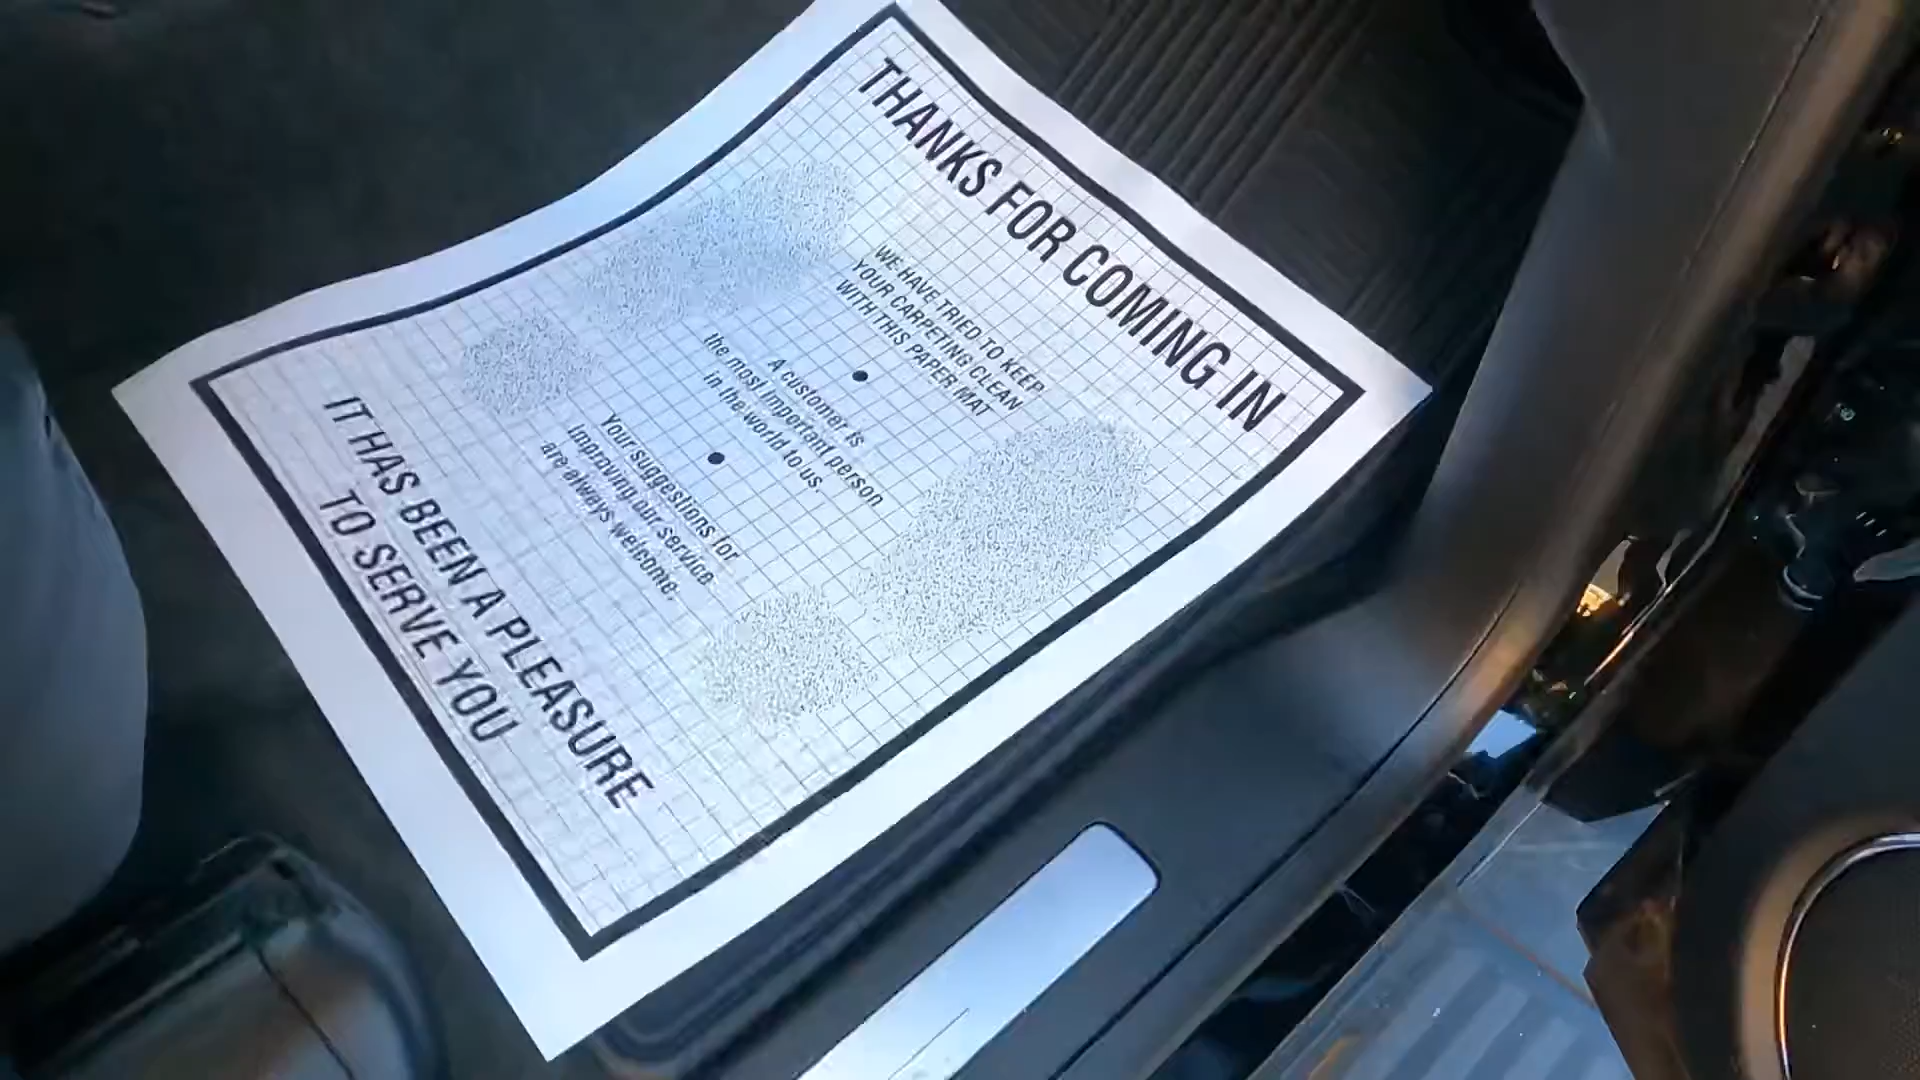 THANKS FOR COMING IN
WE HAVE TRIED TO KEEP
YOUR CARPETING CLEAN
WITH THIS PAPER MAT
A customer is
the most important person
in the world to us.
Your suggestions for
improving our service
are always welcome.
IT HAS BEEN A PLEASURE
TO SERVE YOU